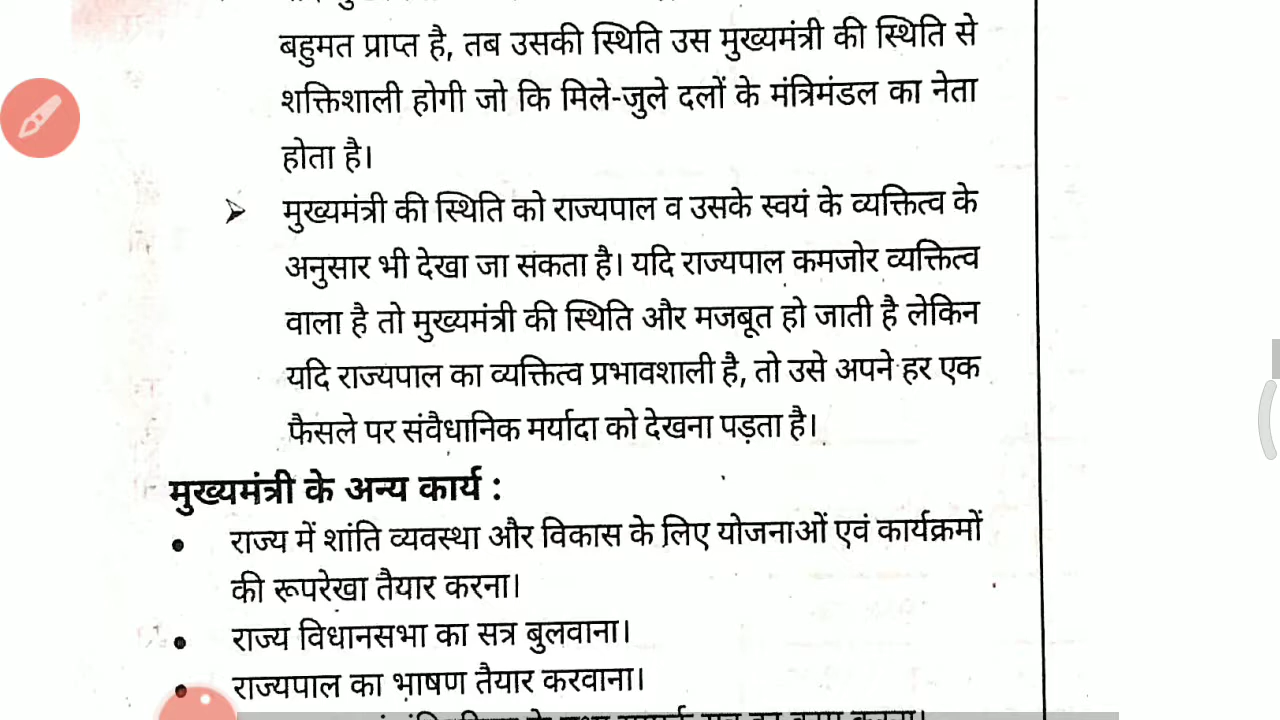 बहुमत प्राप्त है, तब उसकी स्थिति उस मुख्यमंत्री की स्थिति से
शक्तिशाली होगी जो कि मिले-जुले दलों के मंत्रिमंडल का नेता
होता है।
➢ मुख्यमंत्री की स्थिति को राज्यपाल व उसके स्वयं के व्यक्तित्व के
अनुसार भी देखा जा सकता है। यदि राज्यपाल कमजोर व्यक्तित्व
वाला है तो मुख्यमंत्री की स्थिति और मजबूत हो जाती है लेकिन
यदि राज्यपाल का व्यक्तित्व प्रभावशाली है, तो उसे अपने हर एक
फैसले पर संवैधानिक मर्यादा को देखना पड़ता है।
मुख्यमंत्री के अन्य कार्य :
• राज्य में शांति व्यवस्था और विकास के लिए योजनाओं एवं कार्यक्रमों
की रूपरेखा तैयार करना।
• राज्य विधानसभा का सत्र बुलवाना।
• राज्यपाल का भाषण तैयार करवाना।